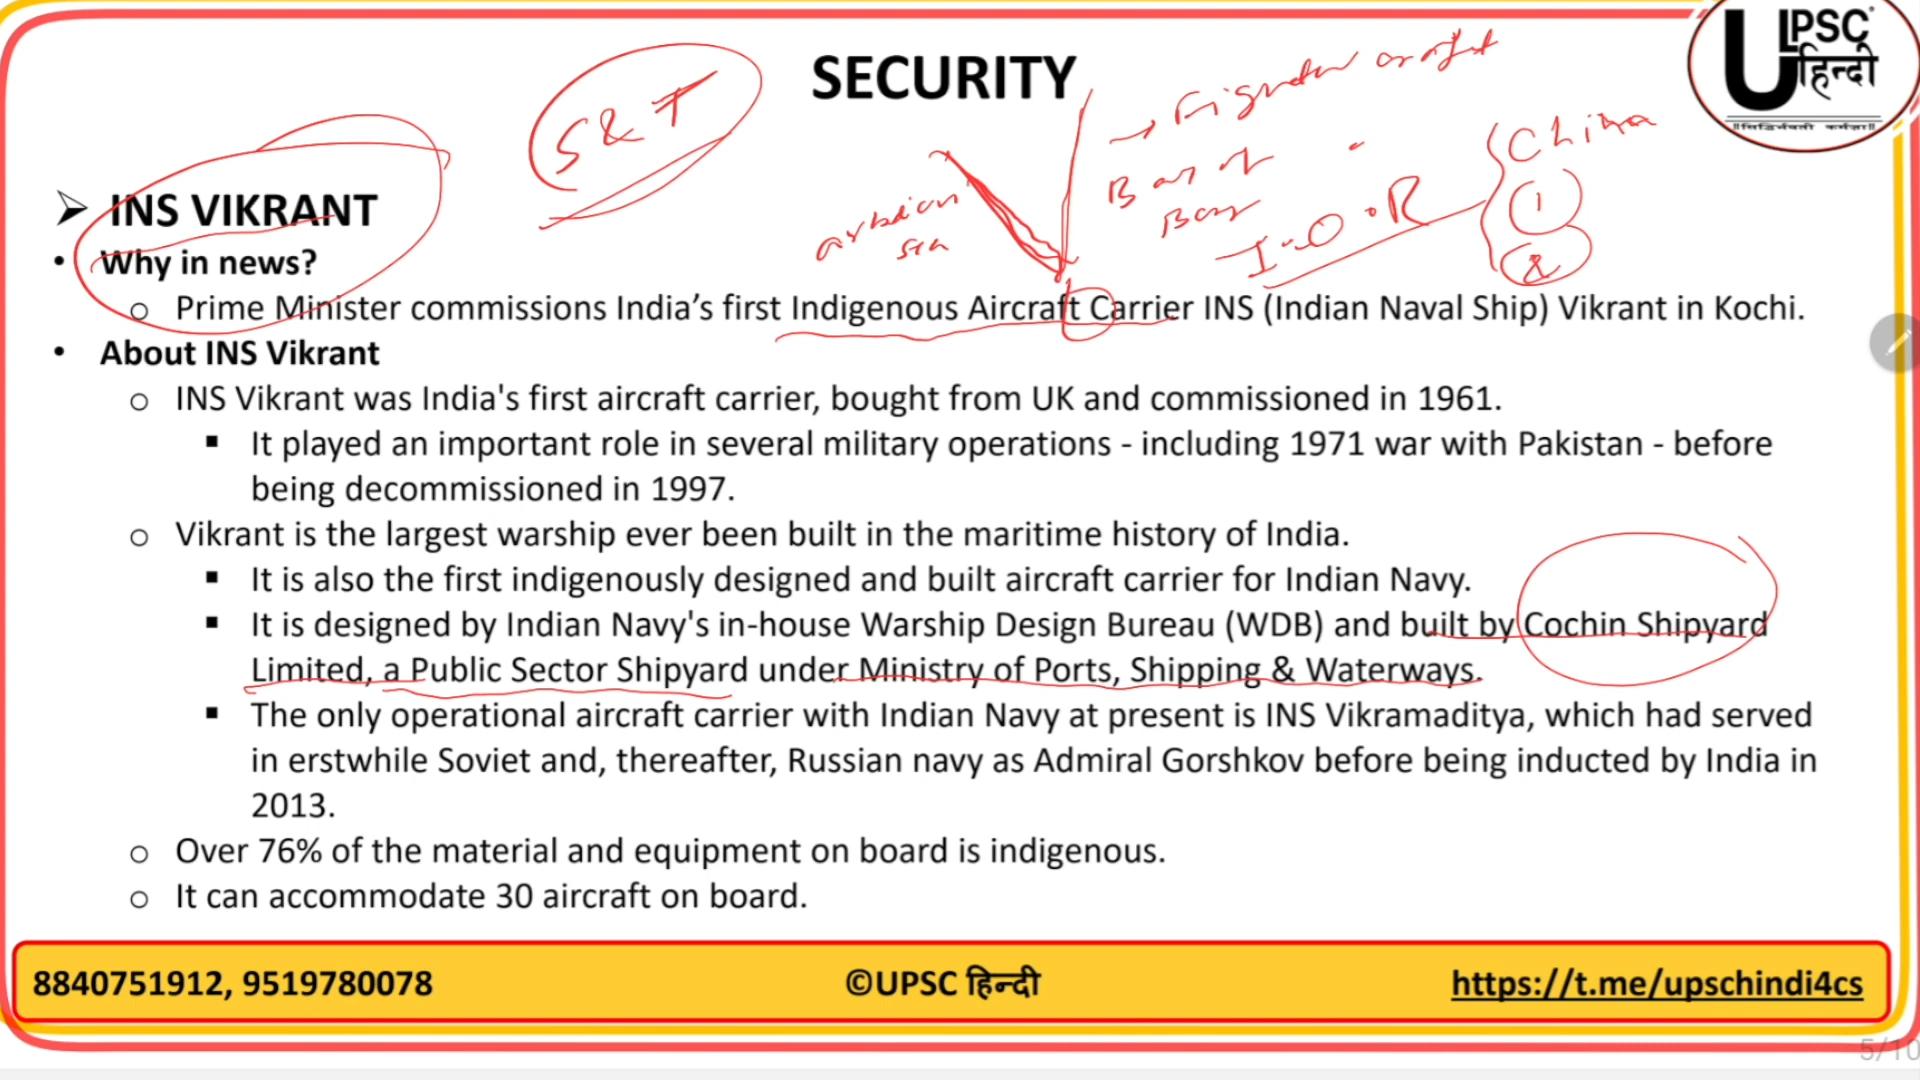 SECURITY
UPSC
हिन्दी
॥सिद्धिर्भवती कर्मजा॥
S & T
→ Fighter craft
Bay of
Bay
I.O.R
China
1
2
arbdian
sea
➢ INS VIKRANT
• Why in news?
o Prime Minister commissions India's first Indigenous Aircraft Carrier INS (Indian Naval Ship) Vikrant in Kochi.
• About INS Vikrant
o INS Vikrant was India's first aircraft carrier, bought from UK and commissioned in 1961.
▪ It played an important role in several military operations - including 1971 war with Pakistan - before
being decommissioned in 1997.
o Vikrant is the largest warship ever been built in the maritime history of India.
▪ It is also the first indigenously designed and built aircraft carrier for Indian Navy.
▪ It is designed by Indian Navy's in-house Warship Design Bureau (WDB) and built by Cochin Shipyard
Limited, a Public Sector Shipyard under Ministry of Ports, Shipping & Waterways.
▪ The only operational aircraft carrier with Indian Navy at present is INS Vikramaditya, which had served
in erstwhile Soviet and, thereafter, Russian navy as Admiral Gorshkov before being inducted by India in
2013.
o Over 76% of the material and equipment on board is indigenous.
o It can accommodate 30 aircraft on board.
8840751912, 9519780078
©UPSC हिन्दी
https://t.me/upschindi4cs
5/10